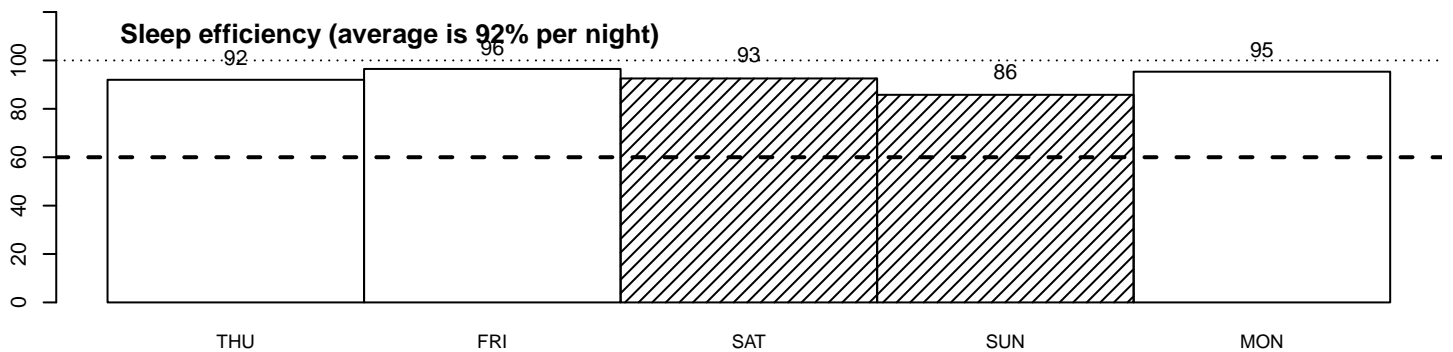 Sleep efficiency (average is 92% per night)
100
80
60
40
20
0
92
96
93
86
95
THU
FRI
SAT
SUN
MON